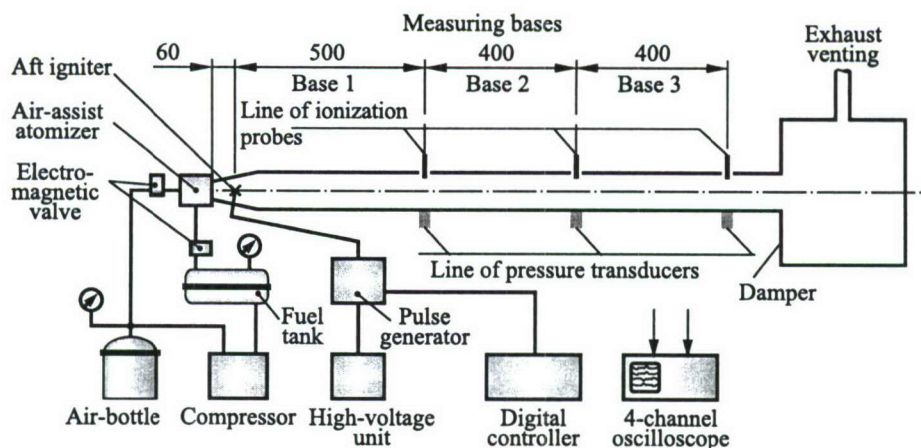 Measuring bases
60
500
400
400
Base 1
Base 2
Base 3
Exhaust
venting
Aft igniter
Air-assist
atomizer
Line of ionization
probes
Electro-
magnetic
valve
Line of pressure transducers
Damper
Fuel
tank
Pulse
generator
Air-bottle
Compressor
High-voltage
unit
Digital
controller
4-channel
oscilloscope